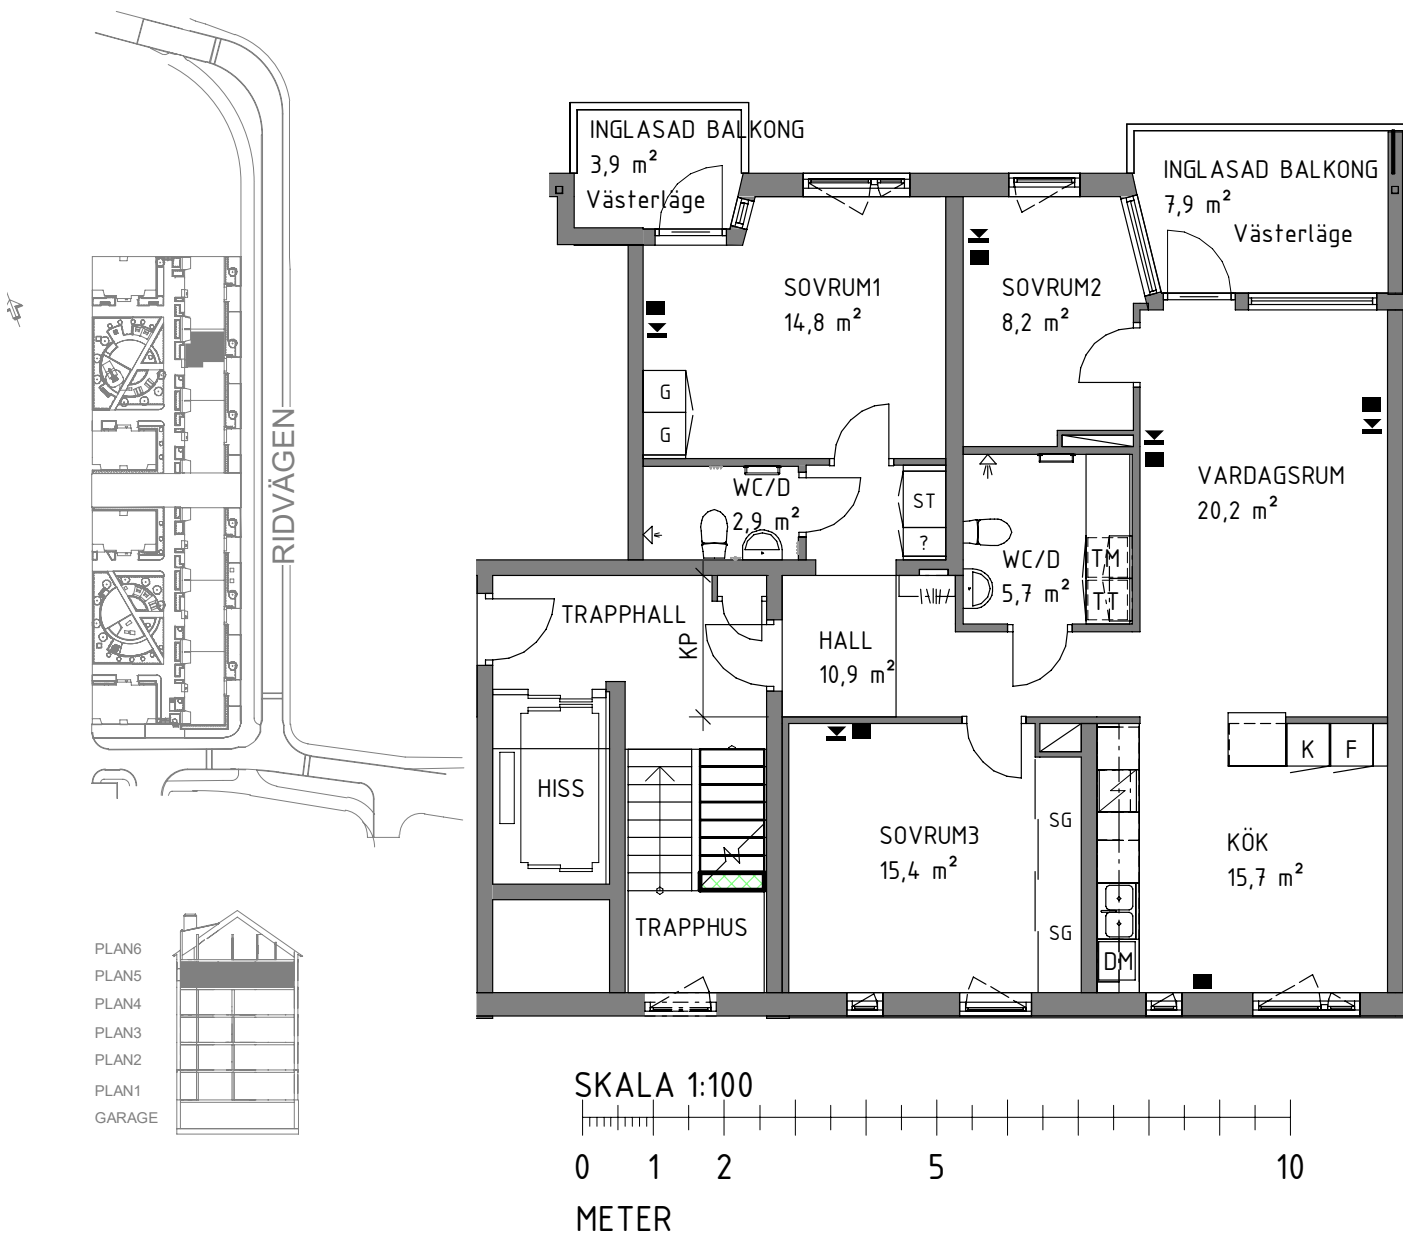 RIDVÄGEN
PLAN6
PLAN5
PLAN4
PLAN3
PLAN2
PLAN1
GARAGE
INGLASAD BALKONG
3,9 m²
Västerläge
INGLASAD BALKONG
7,9 m²
Västerläge
SOVRUM1
14,8 m²
SOVRUM2
8,2 m²
G
G
VARDAGSRUM
20,2 m²
WC/D
2,9 m²
ST
?
WC/D
5,7 m²
TM
TT
TRAPPHALL
KP
HALL
10,9 m²
HISS
K
F
SOVRUM3
15,4 m²
SG
SG
KÖK
15,7 m²
DM
TRAPPHUS
SKALA 1:100
0 1 2 5 10
METER